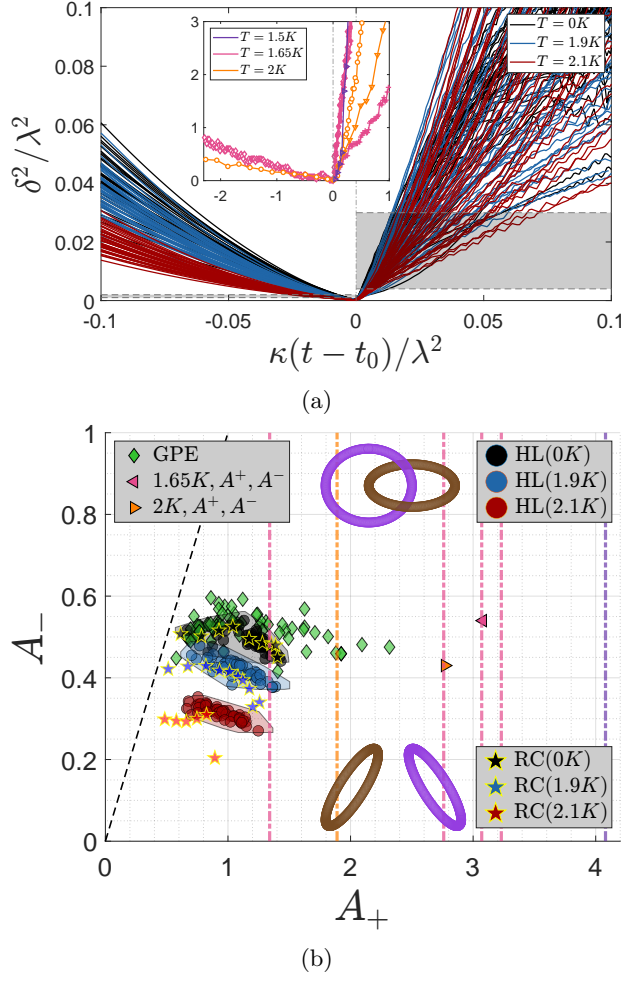 0.1
0.08
0.06
0.04
0.02
0
δ²/λ²
-0.1
-0.05
0
0.05
0.1
κ(t − t₀)/λ²
3
2
1
0
-2
-1
0
1
T = 1.5K
T = 1.65K
T = 2K
T = 0K
T = 1.9K
T = 2.1K
(a)
1
0.8
0.6
0.4
0.2
0
A₋
0
1
2
3
4
A₊
GPE
1.65K, A⁺, A⁻
2K, A⁺, A⁻
HL(0K)
HL(1.9K)
HL(2.1K)
RC(0K)
RC(1.9K)
RC(2.1K)
(b)